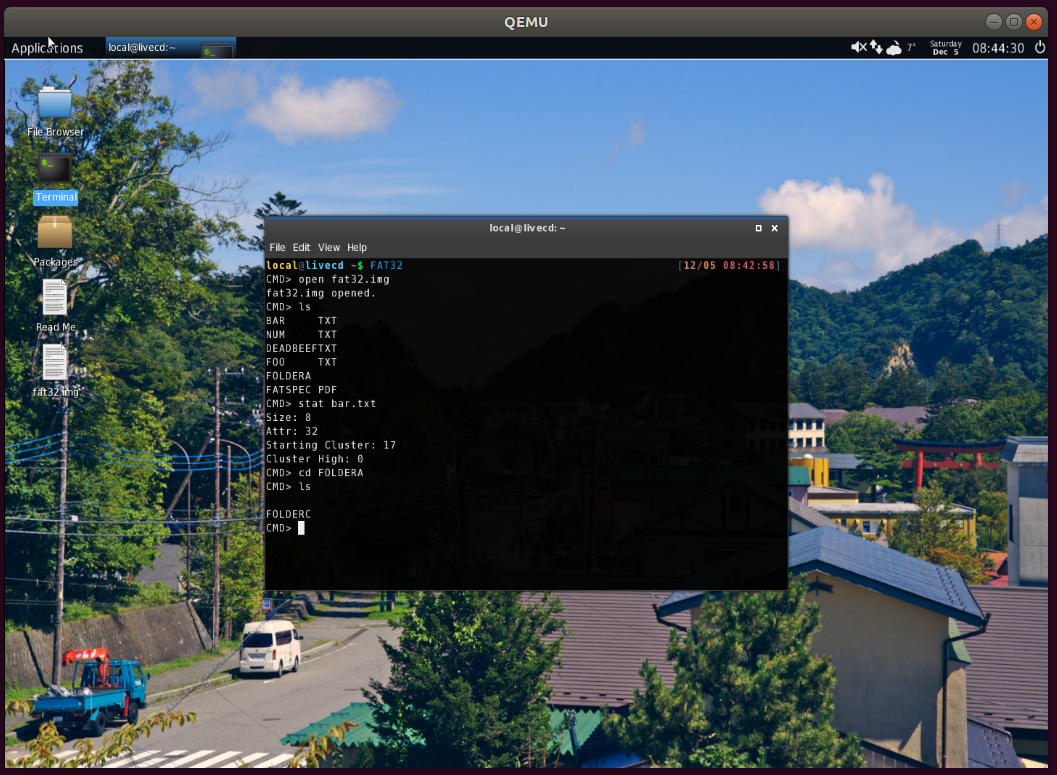 QEMU
Applications
local@livecd:~
7°
Saturday
Dec 5
08:44:30
File Browser
Terminal
Packages
Read Me
fat32.img
local@livecd: ~
File Edit View Help
local@livecd ~$ FAT32 [12/05 08:42:58]
CMD> open fat32.img
fat32.img opened.
CMD> ls
BAR     TXT
NUM     TXT
DEADBEEFTXT
FOO     TXT
FOLDERA
FATSPEC PDF
CMD> stat bar.txt
Size: 8
Attr: 32
Starting Cluster: 17
Cluster High: 0
CMD> cd FOLDERA
CMD> ls
FOLDERC
CMD>